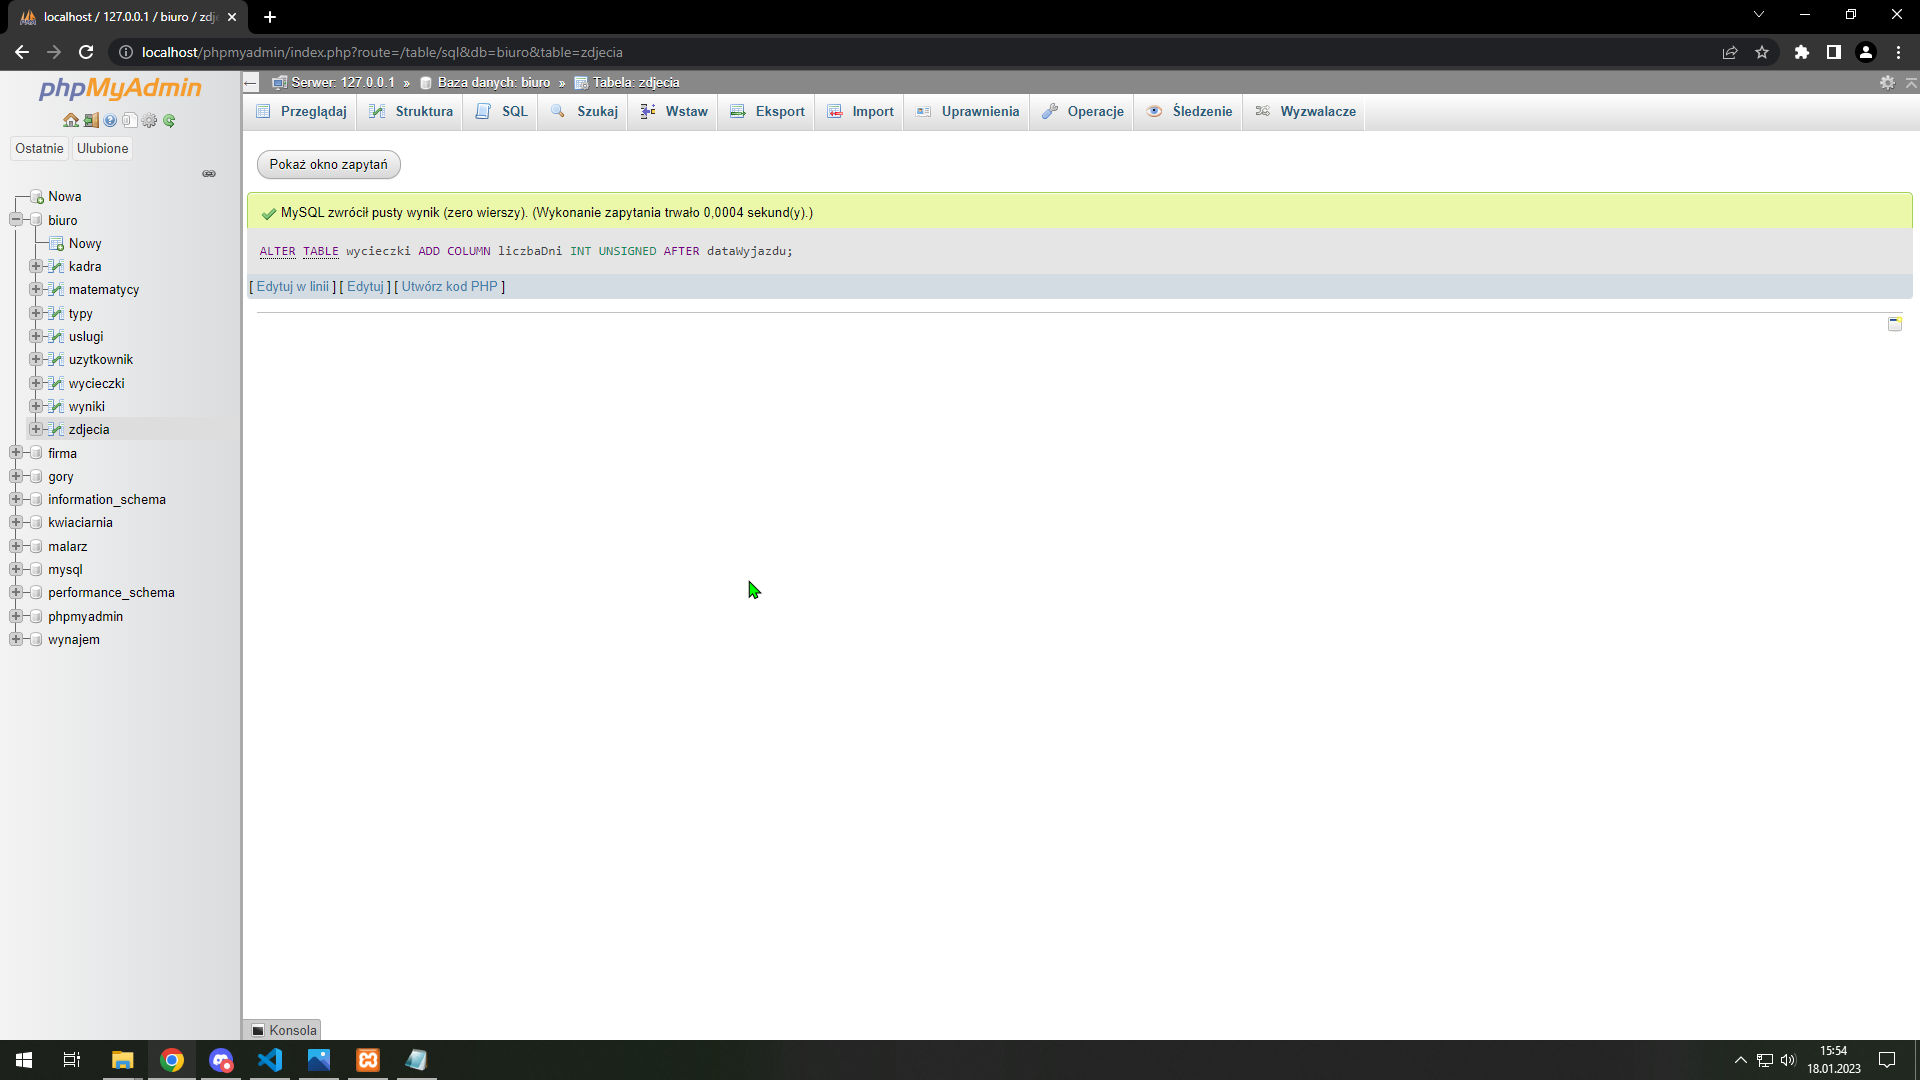 localhost / 127.0.0.1 / biuro / zdj
localhost/phpmyadmin/index.php?route=/table/sql&db=biuro&table=zdjecia
phpMyAdmin
Ostatnie Ulubione
Nowa
biuro
Nowy
kadra
matematycy
typy
uslugi
uzytkownik
wycieczki
wyniki
zdjecia
firma
gory
information_schema
kwiaciarnia
malarz
mysql
performance_schema
phpmyadmin
wynajem
Serwer: 127.0.0.1 » Baza danych: biuro » Tabela: zdjecia
Przeglądaj Struktura SQL Szukaj Wstaw Eksport Import Uprawnienia Operacje Śledzenie Wyzwalacze
Pokaż okno zapytań
MySQL zwrócił pusty wynik (zero wierszy). (Wykonanie zapytania trwało 0,0004 sekund(y).)
ALTER TABLE wycieczki ADD COLUMN liczbaDni INT UNSIGNED AFTER dataWyjazdu;
[ Edytuj w linii ] [ Edytuj ] [ Utwórz kod PHP ]
Konsola
15:54
18.01.2023